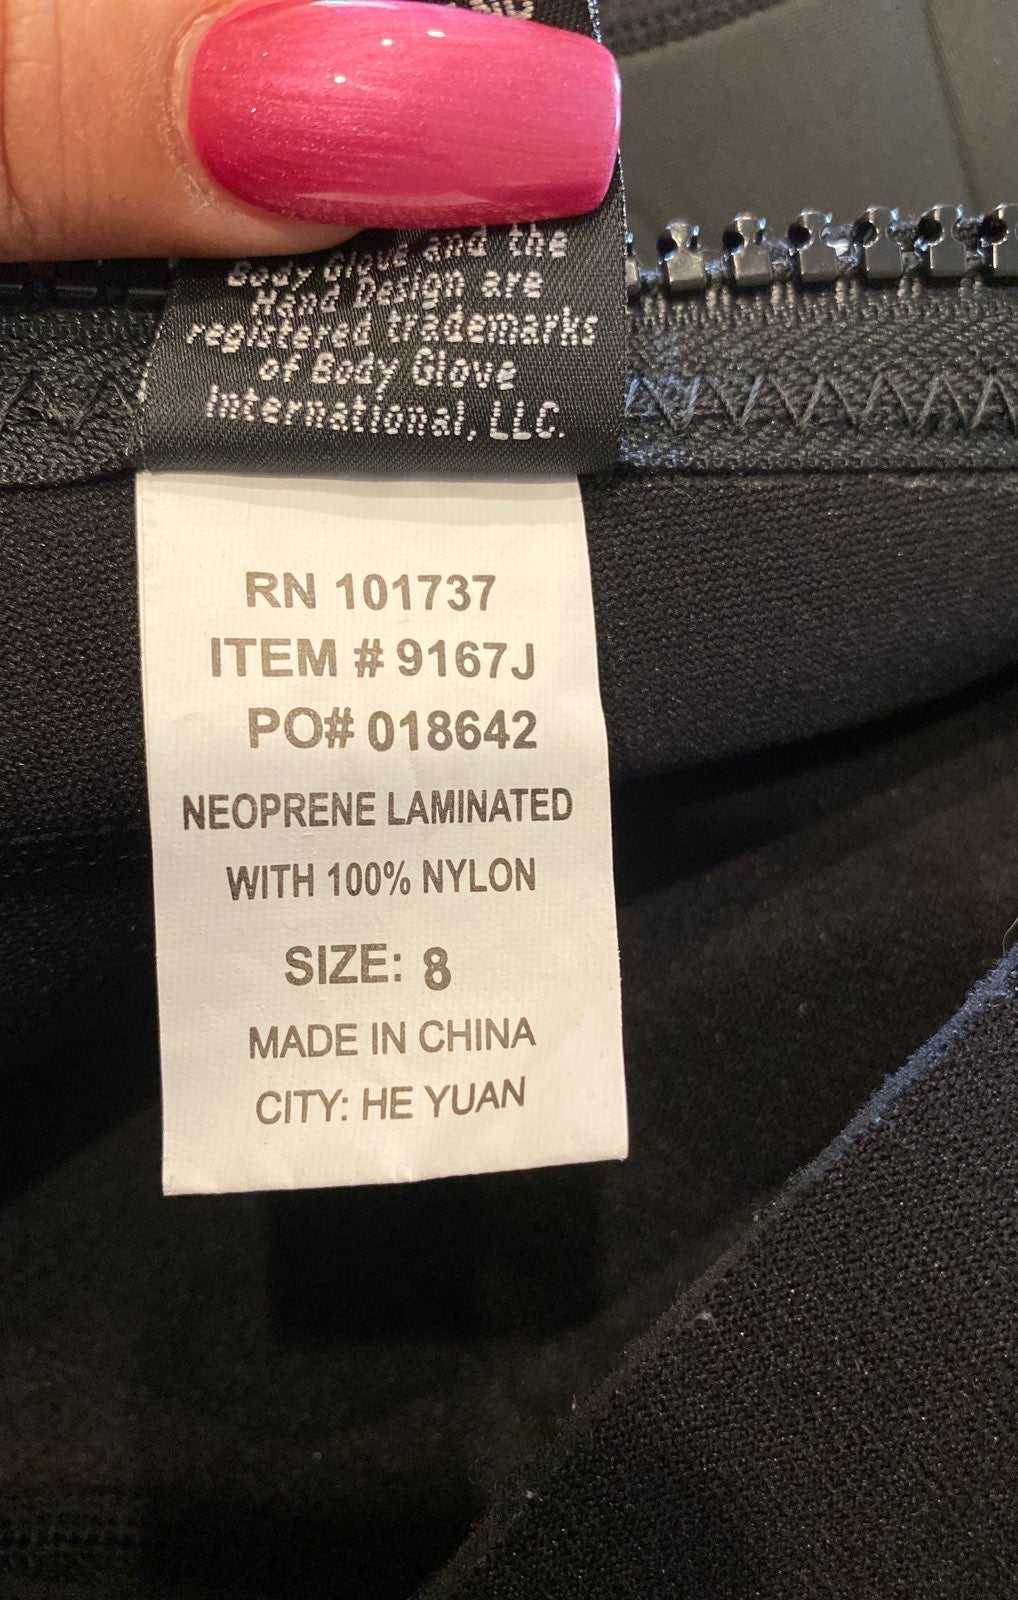 Body Glove and the
Hand Design are
registered trademarks
of Body Glove
International, LLC.
RN 101737
ITEM # 9167J
PO# 018642
NEOPRENE LAMINATED
WITH 100% NYLON
SIZE: 8
MADE IN CHINA
CITY: HE YUAN